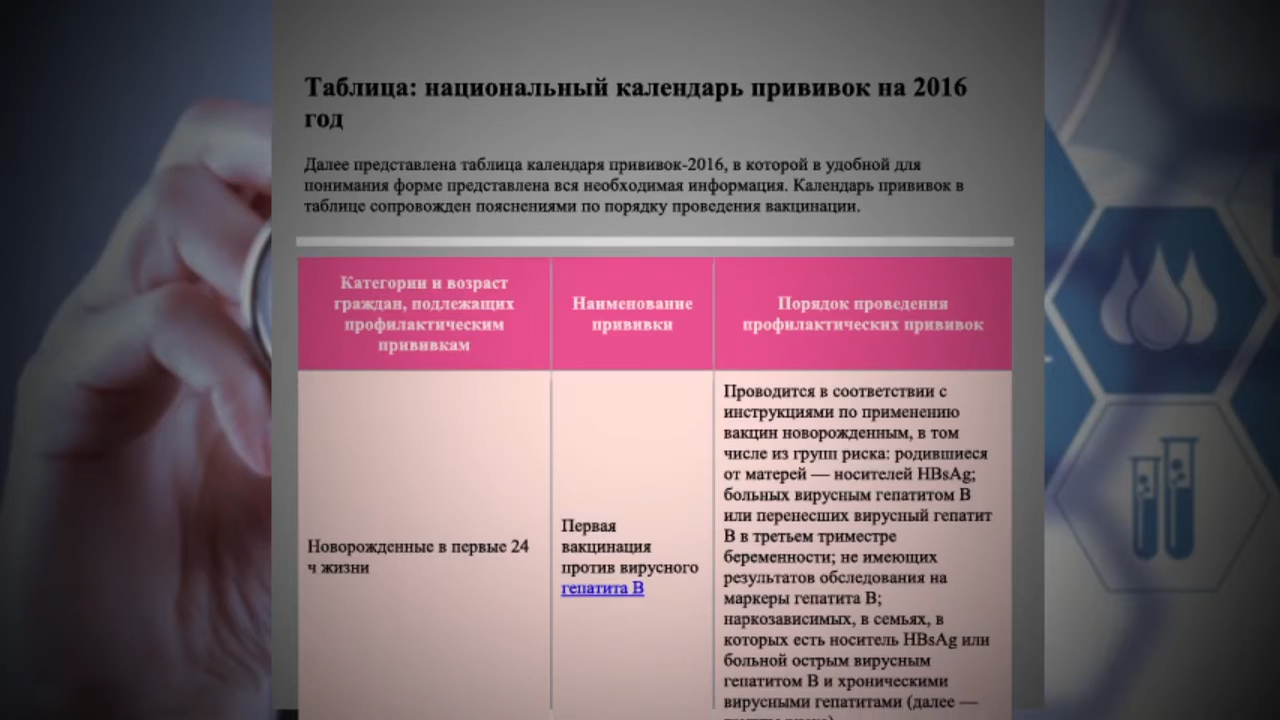 Таблица: национальный календарь прививок на 2016
год
Далее представлена таблица календаря прививок-2016, в которой в удобной для
понимания форме представлена вся необходимая информация. Календарь прививок в
таблице сопровожден пояснениями по порядку проведения вакцинации.
Категории и возраст
граждан, подлежащих
профилактическим
прививкам
Наименование
прививки
Порядок проведения
профилактических прививок
Новорожденные в первые 24
ч жизни
Первая
вакцинация
против вирусного
гепатита В
Проводится в соответствии с
инструкциями по применению
вакцин новорожденным, в том
числе из групп риска: родившиеся
от матерей — носителей HBsAg;
больных вирусным гепатитом В
или перенесших вирусный гепатит
В в третьем триместре
беременности; не имеющих
результатов обследования на
маркеры гепатита В;
наркозависимых, в семьях, в
которых есть носитель HBsAg или
больной острым вирусным
гепатитом В и хроническими
вирусными гепатитами (далее —